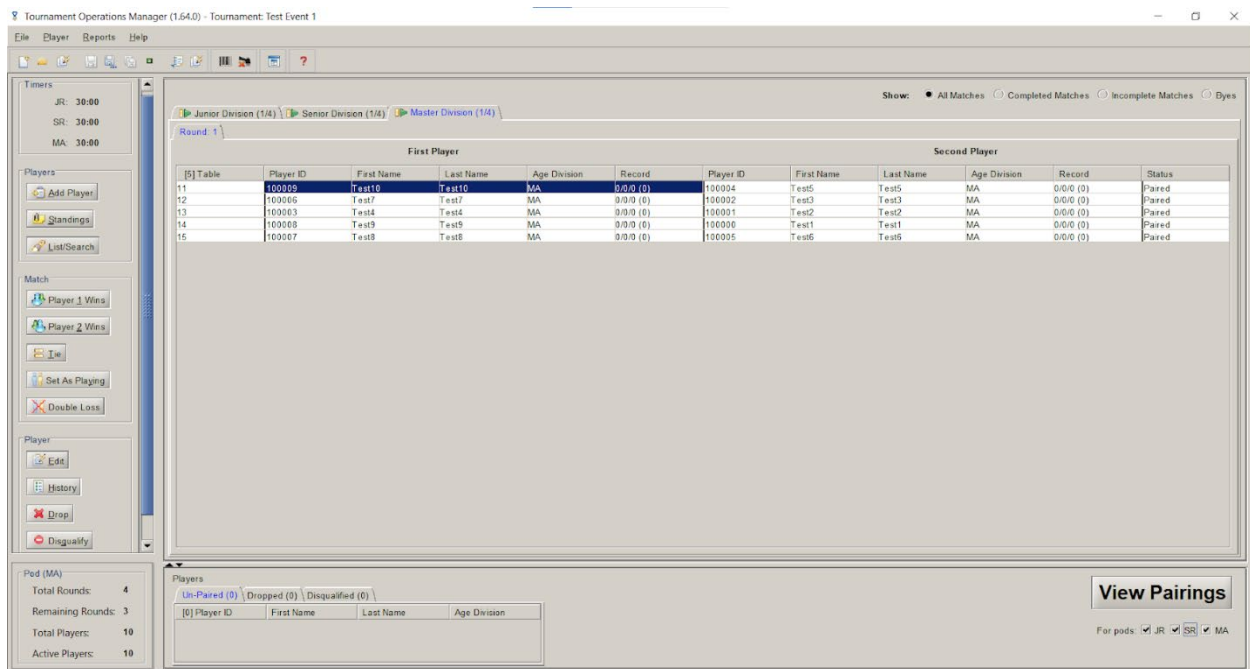 Tournament Operations Manager (1.64.0) - Tournament: Test Event 1
File Player Reports Help
Timers
JR: 30:00
SR: 30:00
MA: 30:00
Players
Add Player
Standings
List/Search
Match
Player 1 Wins
Player 2 Wins
Tie
Set As Playing
Double Loss
Player
Edit
History
Drop
Disqualify
Pod (MA)
Total Rounds: 4
Remaining Rounds: 3
Total Players: 10
Active Players: 10
Show: All Matches Completed Matches Incomplete Matches Byes
Junior Division (1/4) Senior Division (1/4) Master Division (1/4)
Round: 1
First Player Second Player
[5] Table Player ID First Name Last Name Age Division Record Player ID First Name Last Name Age Division Record Status
11 100009 Test10 Test10 MA 0/0/0 (0) 100004 Test5 Test5 MA 0/0/0 (0) Paired
12 100006 Test7 Test7 MA 0/0/0 (0) 100002 Test3 Test3 MA 0/0/0 (0) Paired
13 100003 Test4 Test4 MA 0/0/0 (0) 100001 Test2 Test2 MA 0/0/0 (0) Paired
14 100008 Test9 Test9 MA 0/0/0 (0) 100000 Test1 Test1 MA 0/0/0 (0) Paired
15 100007 Test8 Test8 MA 0/0/0 (0) 100005 Test6 Test6 MA 0/0/0 (0) Paired
Players
Un-Paired (0) Dropped (0) Disqualified (0)
[0] Player ID First Name Last Name Age Division
View Pairings
For pods: JR SR MA